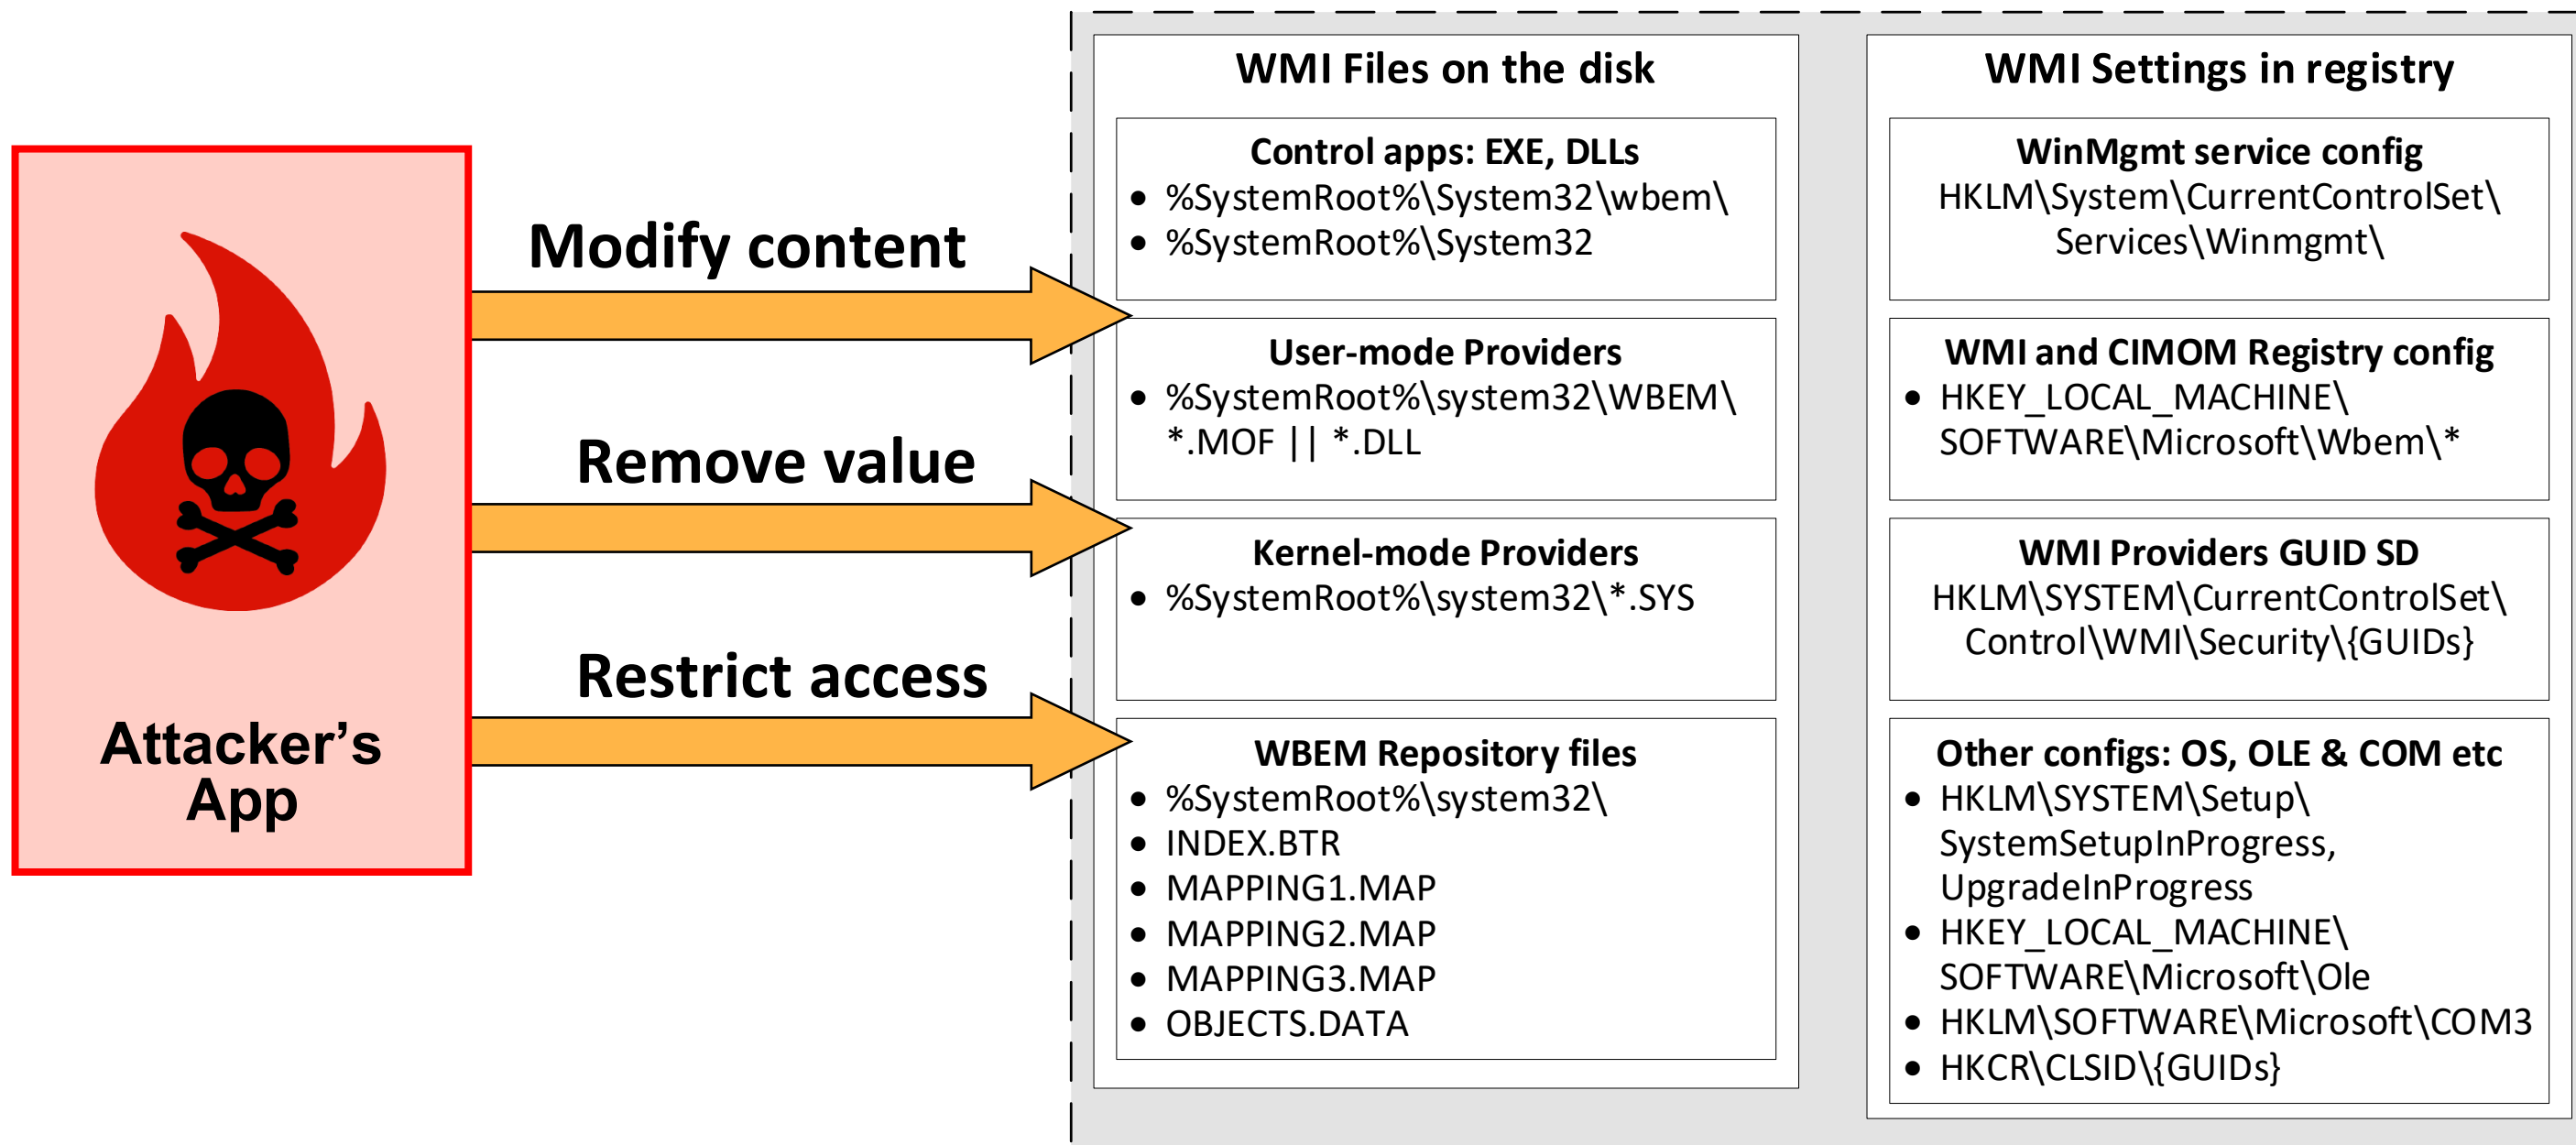 Attacker’s
App
Modify content
Remove value
Restrict access
WMI Files on the disk
Control apps: EXE, DLLs
• %SystemRoot%\System32\wbem\
• %SystemRoot%\System32
User-mode Providers
• %SystemRoot%\system32\WBEM\
*.MOF || *.DLL
Kernel-mode Providers
• %SystemRoot%\system32\*.SYS
WBEM Repository files
• %SystemRoot%\system32\
• INDEX.BTR
• MAPPING1.MAP
• MAPPING2.MAP
• MAPPING3.MAP
• OBJECTS.DATA
WMI Settings in registry
WinMgmt service config
HKLM\System\CurrentControlSet\
Services\Winmgmt\
WMI and CIMOM Registry config
• HKEY_LOCAL_MACHINE\
SOFTWARE\Microsoft\Wbem\*
WMI Providers GUID SD
HKLM\SYSTEM\CurrentControlSet\
Control\WMI\Security\{GUIDs}
Other configs: OS, OLE & COM etc
• HKLM\SYSTEM\Setup\
SystemSetupInProgress,
UpgradeInProgress
• HKEY_LOCAL_MACHINE\
SOFTWARE\Microsoft\Ole
• HKLM\SOFTWARE\Microsoft\COM3
• HKCR\CLSID\{GUIDs}